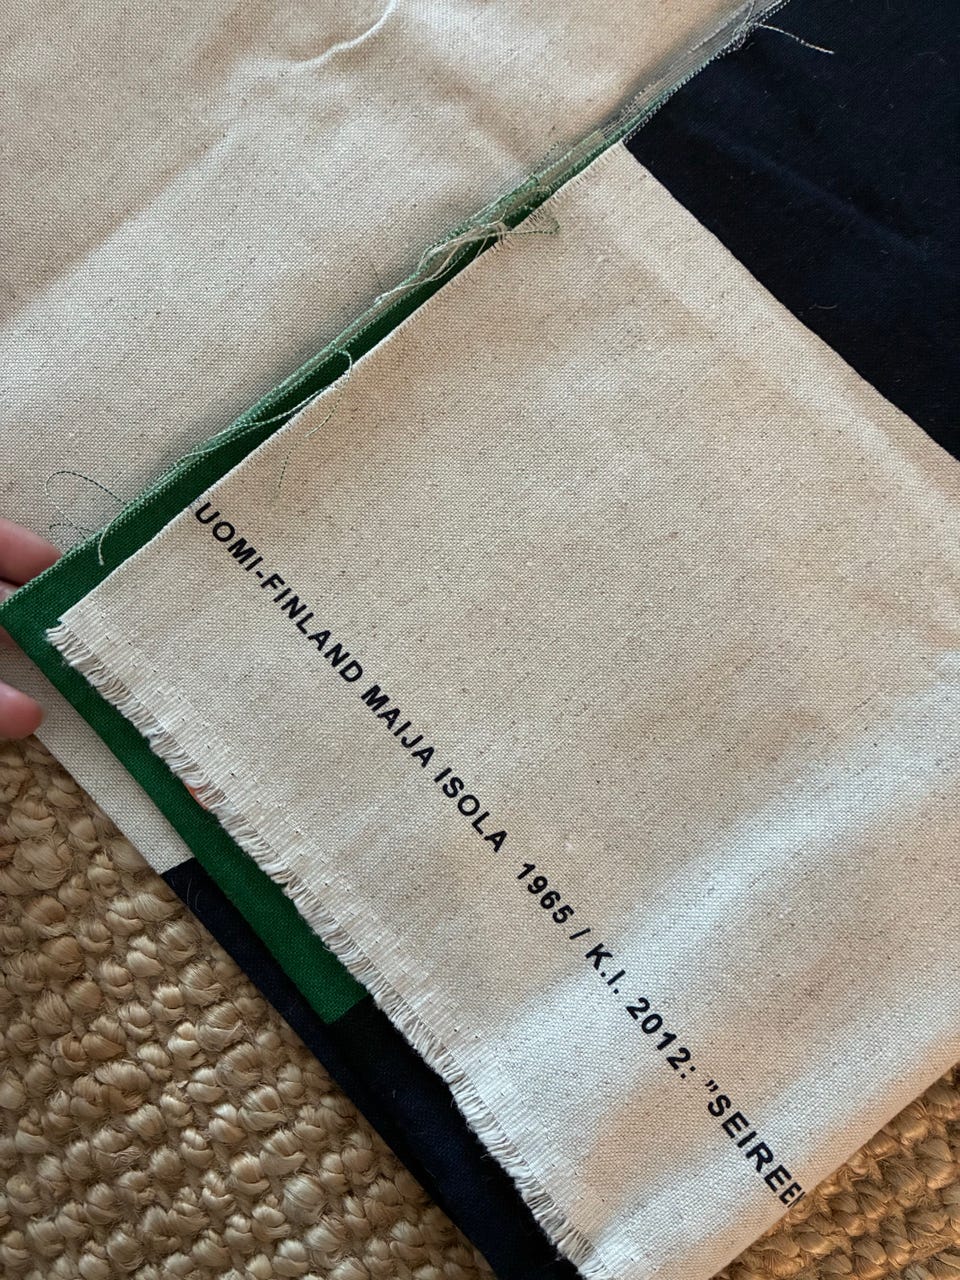 UOMI-FINLAND MAIJA ISOLA 1965 / K.I. 2012: "SEIREE